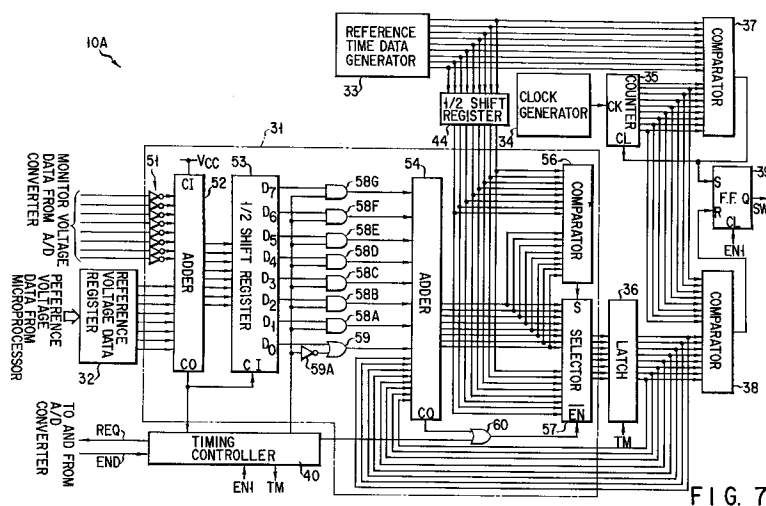 10A
REFERENCE
TIME DATA
GENERATOR
33
1/2 SHIFT
REGISTER
44
CLOCK
GENERATOR
34
CK
COUNTER
CL
35
COMPARATOR
37
31
MONITOR VOLTAGE
DATA FROM A/D
CONVERTER
51
VCC
CI
ADDER
CO
52
53
1/2 SHIFT
REGISTER
D7
D6
D5
D4
D3
D2
D1
D0
CI
58G
58F
58E
58D
58C
58B
58A
59
59A
54
ADDER
CO
56
COMPARATOR
S
SELECTOR
EN
57
60
36
LATCH
TM
COMPARATOR
38
39
S
F.F.
Q
R
CL
SW
EN1
PEFERENCE
VOLTAGE
DATA FROM
MICROPROCESSOR
REFERENCE
VOLTAGE DATA
REGISTER
32
TO AND FROM
A/D
CONVERTER
REQ
END
TIMING
CONTROLLER
40
EN1
TM
FIG. 7